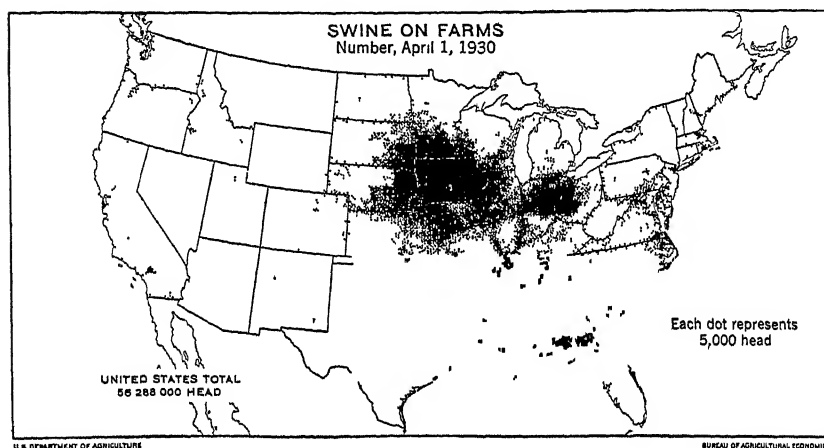 SWINE ON FARMS
Number, April 1, 1930
Each dot represents
5,000 head
UNITED STATES TOTAL
56 288 000 HEAD
U.S. DEPARTMENT OF AGRICULTURE
BUREAU OF AGRICULTURAL ECONOMI